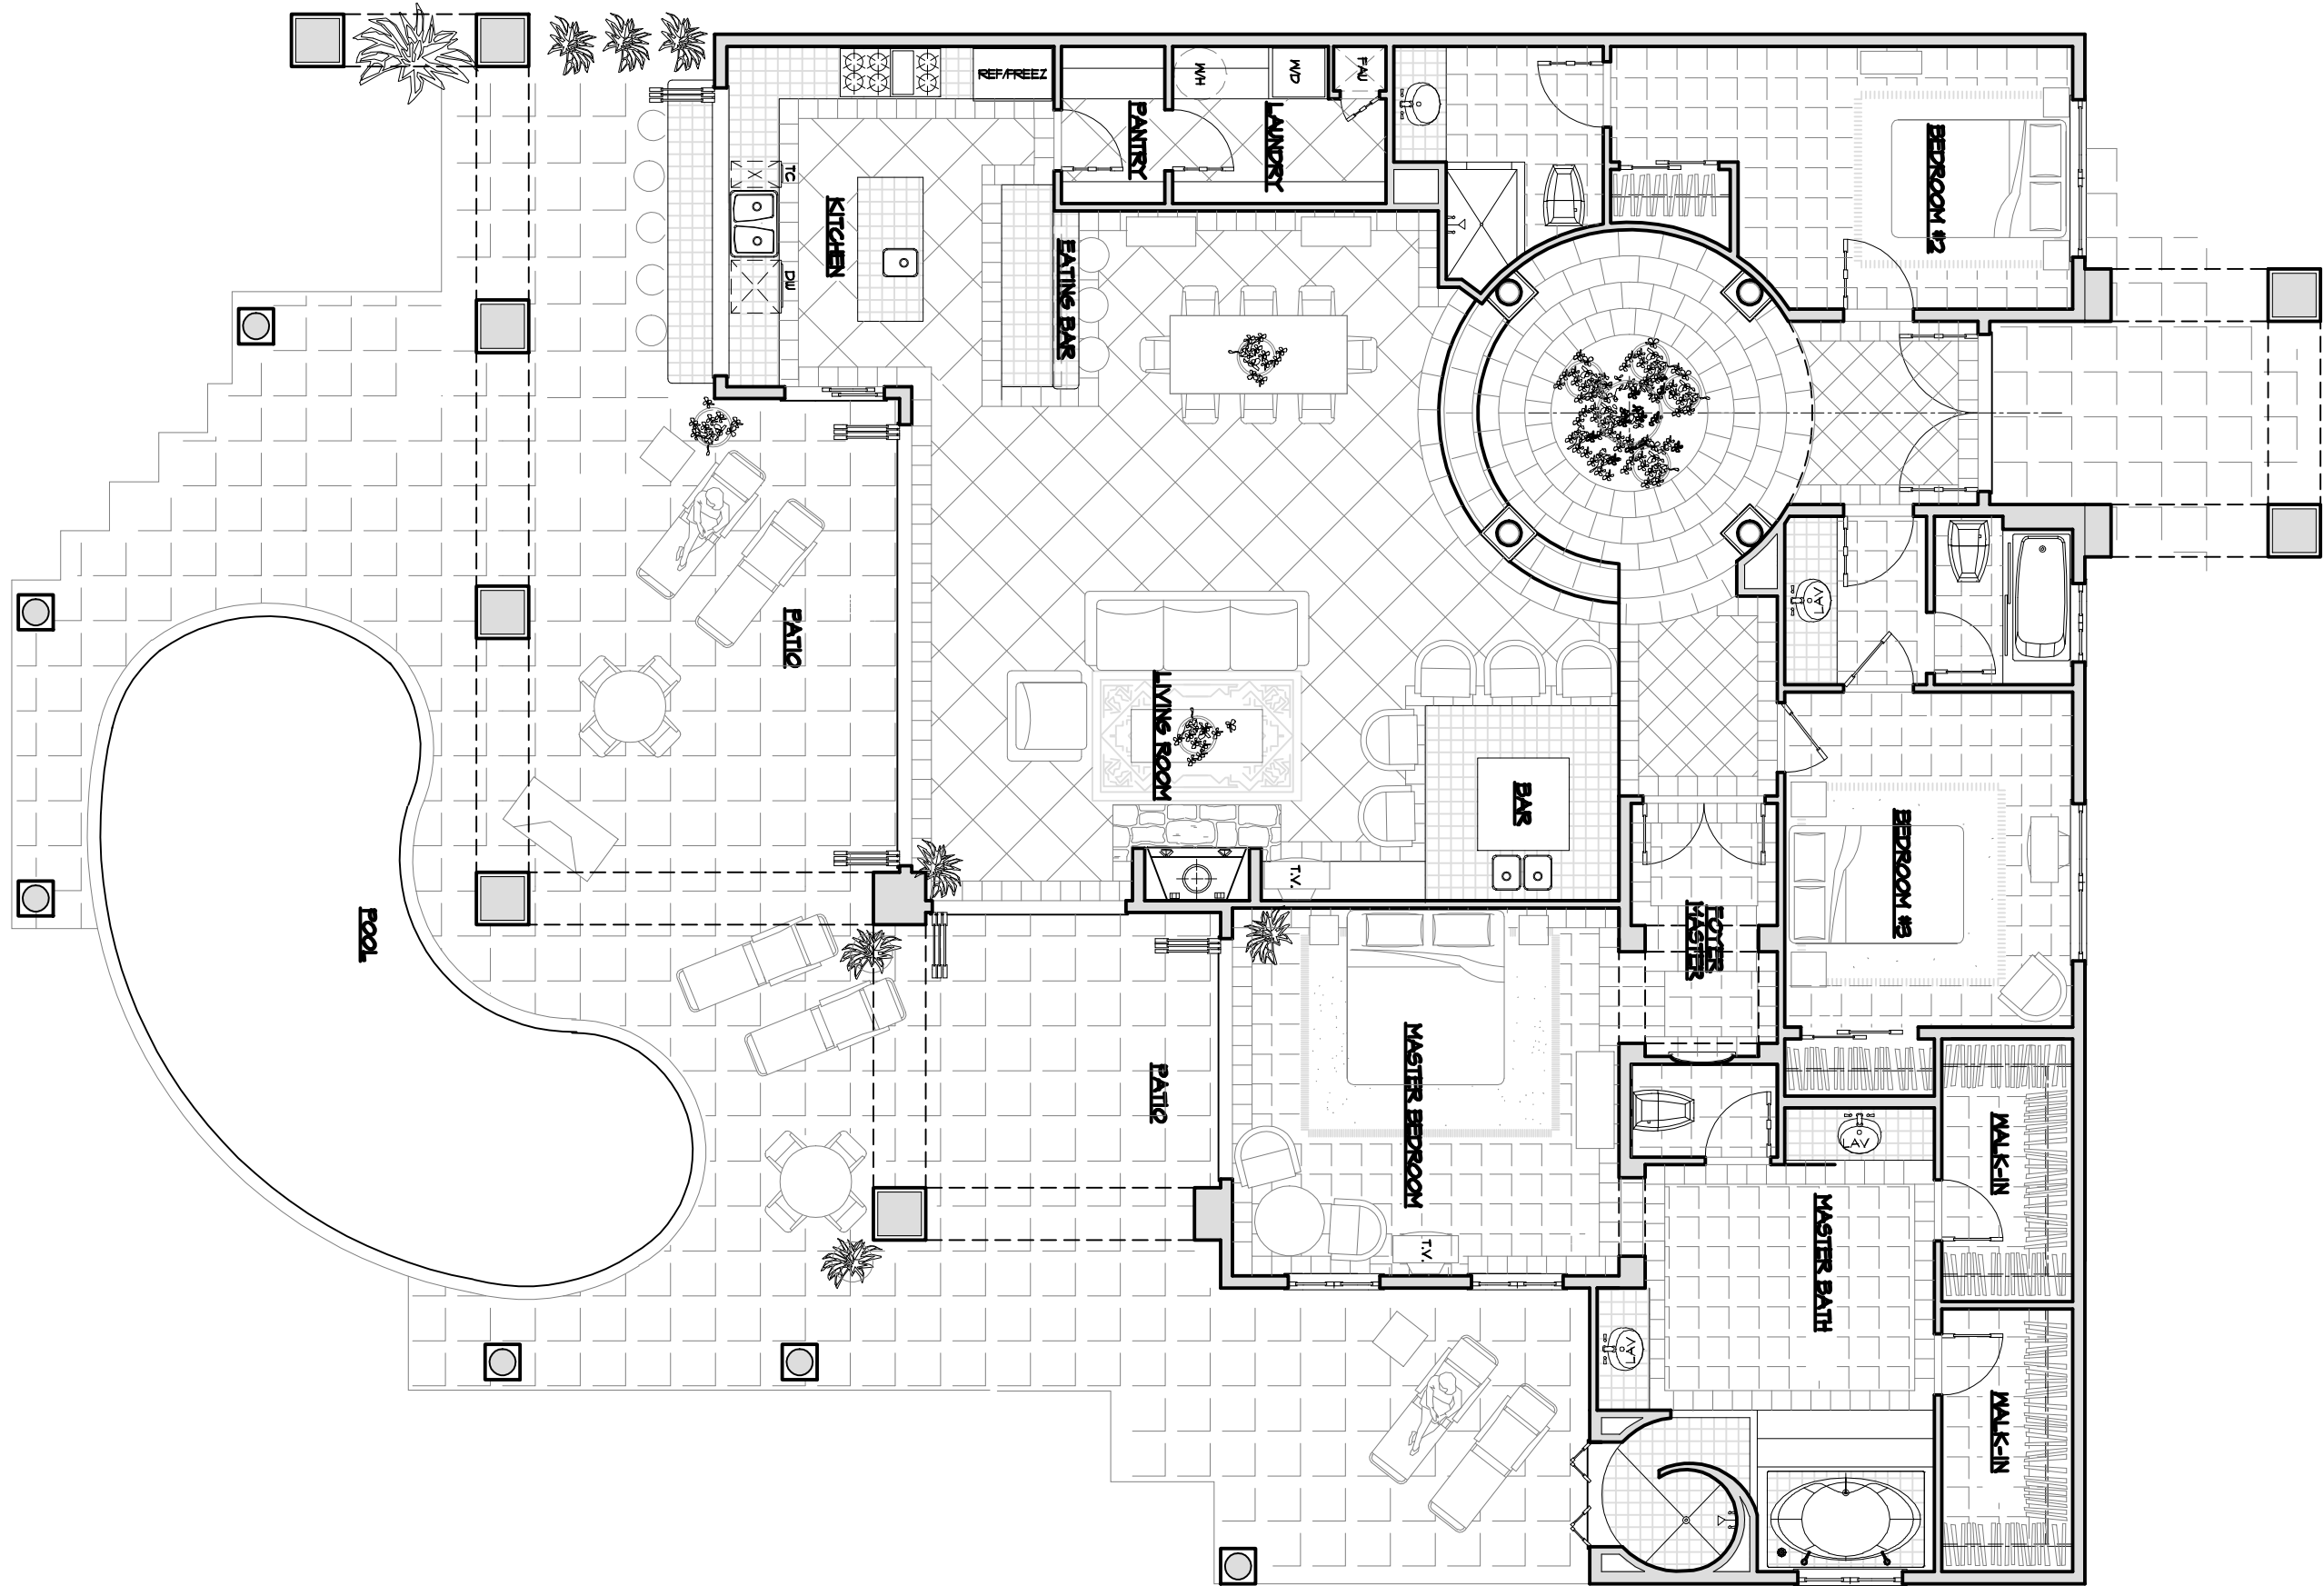 REF/FREEZ
W/H
W/D
FAU
PANTRY
LAUNDRY
BEDROOM #2
TC
KITCHEN
DW
EATING BAR
LAV
PATIO
LIVING ROOM
BAR
BEDROOM #3
T.V.
FOYER
MASTER
POOL
PATIO
MASTER BEDROOM
LAV
WALK-IN
MASTER BATH
T.V.
LAV
WALK-IN